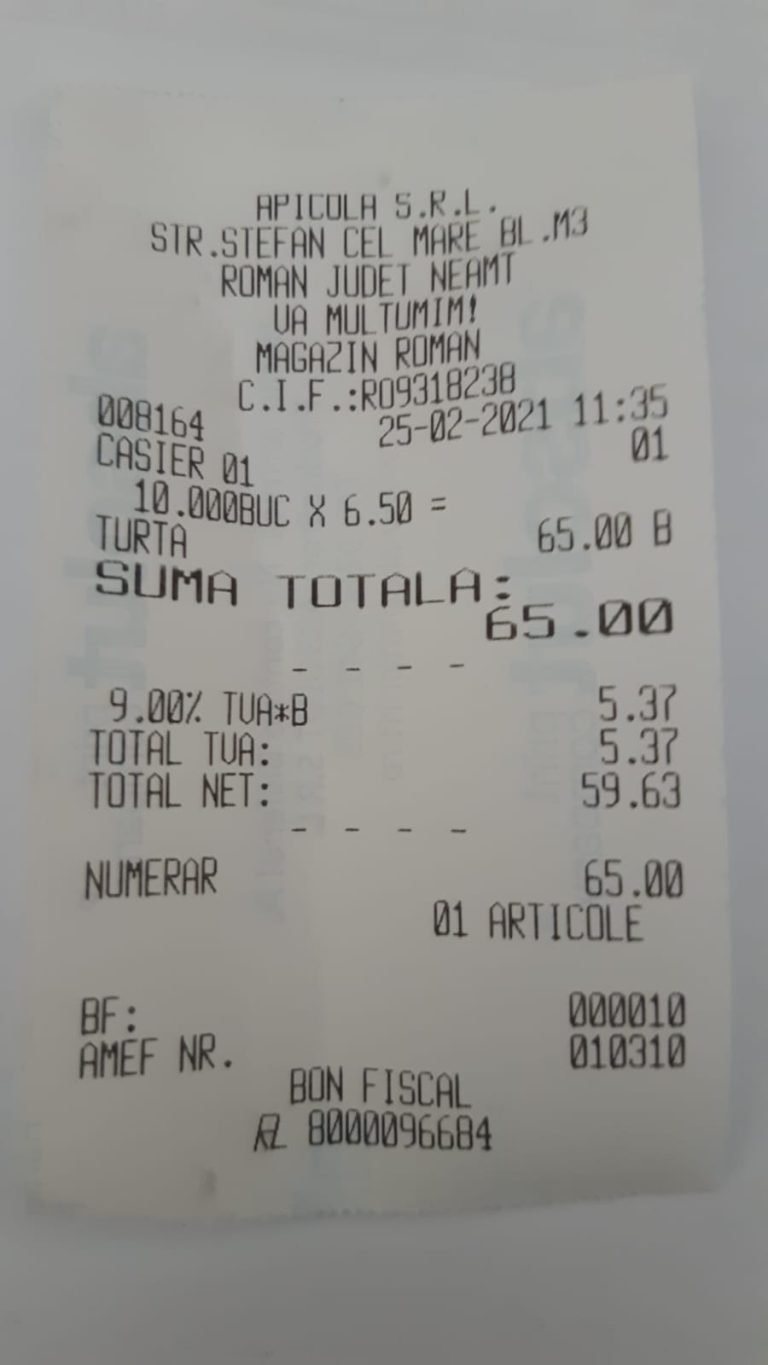 APICOLA S.R.L.
STR.STEFAN CEL MARE BL.M3
ROMAN JUDET NEAMT
VA MULTUMIM!
MAGAZIN ROMAN
C.I.F.:RO9318238
008164 25-02-2021 11:35
CASIER 01 01
10.000BUC X 6.50 =
TURTA 65.00 B
SUMA TOTALA:
65.00
- - - -
9.00% TVA*B 5.37
TOTAL TVA: 5.37
TOTAL NET: 59.63
- - - -
NUMERAR 65.00
01 ARTICOLE
BF: 000010
AMEF NR. 010310
BON FISCAL
8000096684